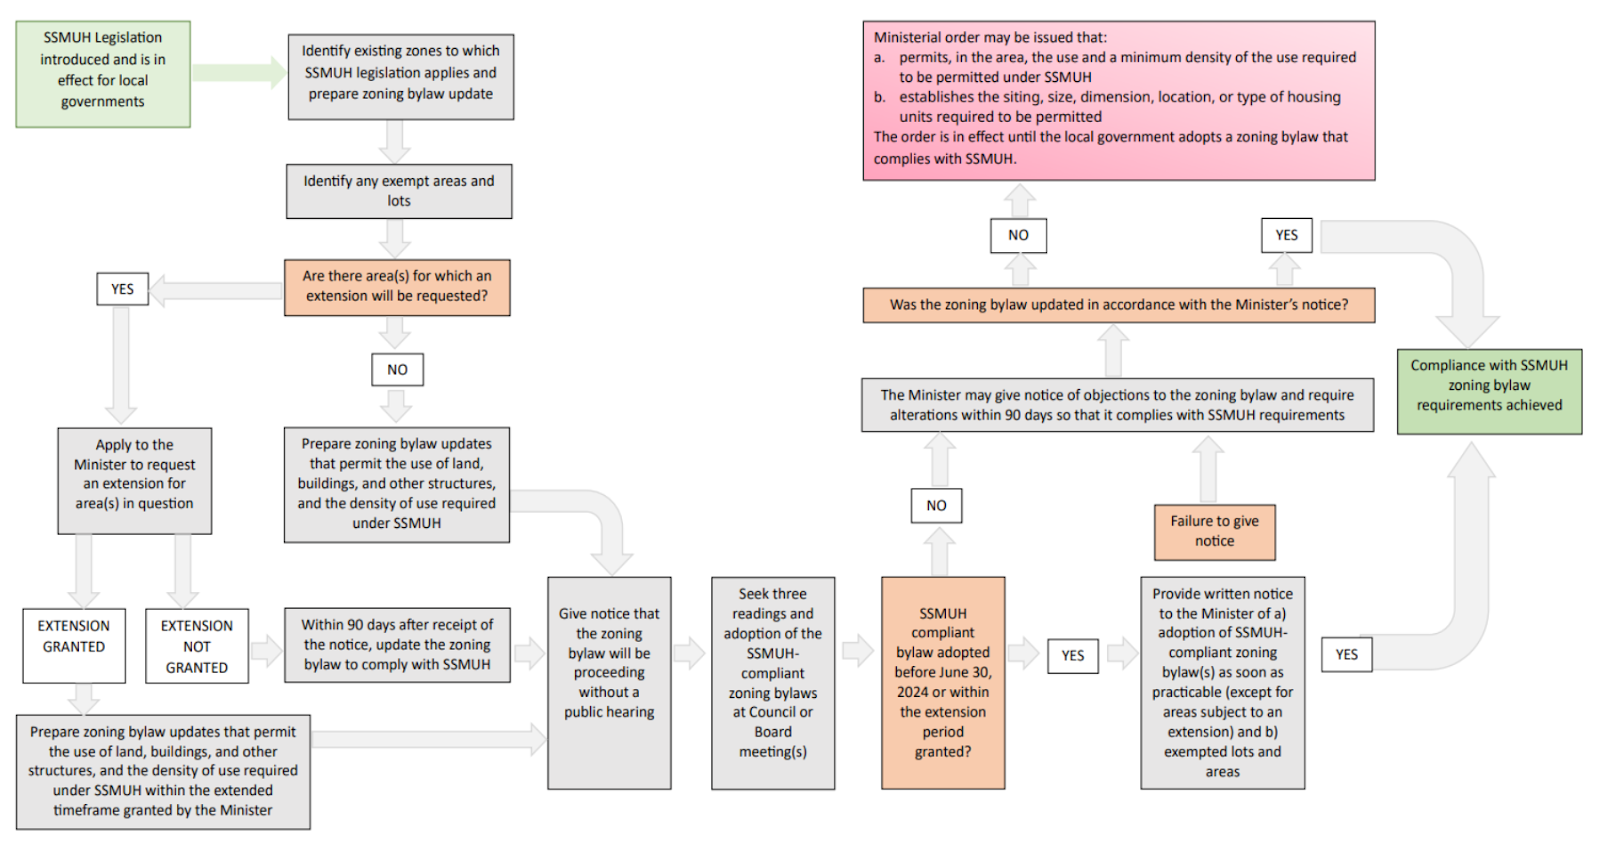 SSMUH Legislation
introduced and is in
effect for local
governments
Identify existing zones to which
SSMUH legislation applies and
prepare zoning bylaw update
Identify any exempt areas and
lots
Are there area(s) for which an
extension will be requested?
YES
NO
Apply to the
Minister to request
an extension for
area(s) in question
Prepare zoning bylaw updates
that permit the use of land,
buildings, and other structures,
and the density of use required
under SSMUH
EXTENSION
GRANTED
EXTENSION
NOT
GRANTED
Within 90 days after receipt of
the notice, update the zoning
bylaw to comply with SSMUH
Prepare zoning bylaw updates that permit
the use of land, buildings, and other
structures, and the density of use required
under SSMUH within the extended
timeframe granted by the Minister
Give notice that
the zoning
bylaw will be
proceeding
without a
public hearing
Seek three
readings and
adoption of the
SSMUH-
compliant
zoning bylaws
at Council or
Board
meeting(s)
SSMUH
compliant
bylaw adopted
before June 30,
2024 or within
the extension
period
granted?
YES
NO
Provide written notice
to the Minister of a)
adoption of SSMUH-
compliant zoning
bylaw(s) as soon as
practicable (except for
areas subject to an
extension) and b)
exempted lots and
areas
YES
Failure to give
notice
The Minister may give notice of objections to the zoning bylaw and require
alterations within 90 days so that it complies with SSMUH requirements
Was the zoning bylaw updated in accordance with the Minister’s notice?
NO
YES
Ministerial order may be issued that:
a. permits, in the area, the use and a minimum density of the use required
to be permitted under SSMUH
b. establishes the siting, size, dimension, location, or type of housing
units required to be permitted
The order is in effect until the local government adopts a zoning bylaw that
complies with SSMUH.
Compliance with SSMUH
zoning bylaw
requirements achieved